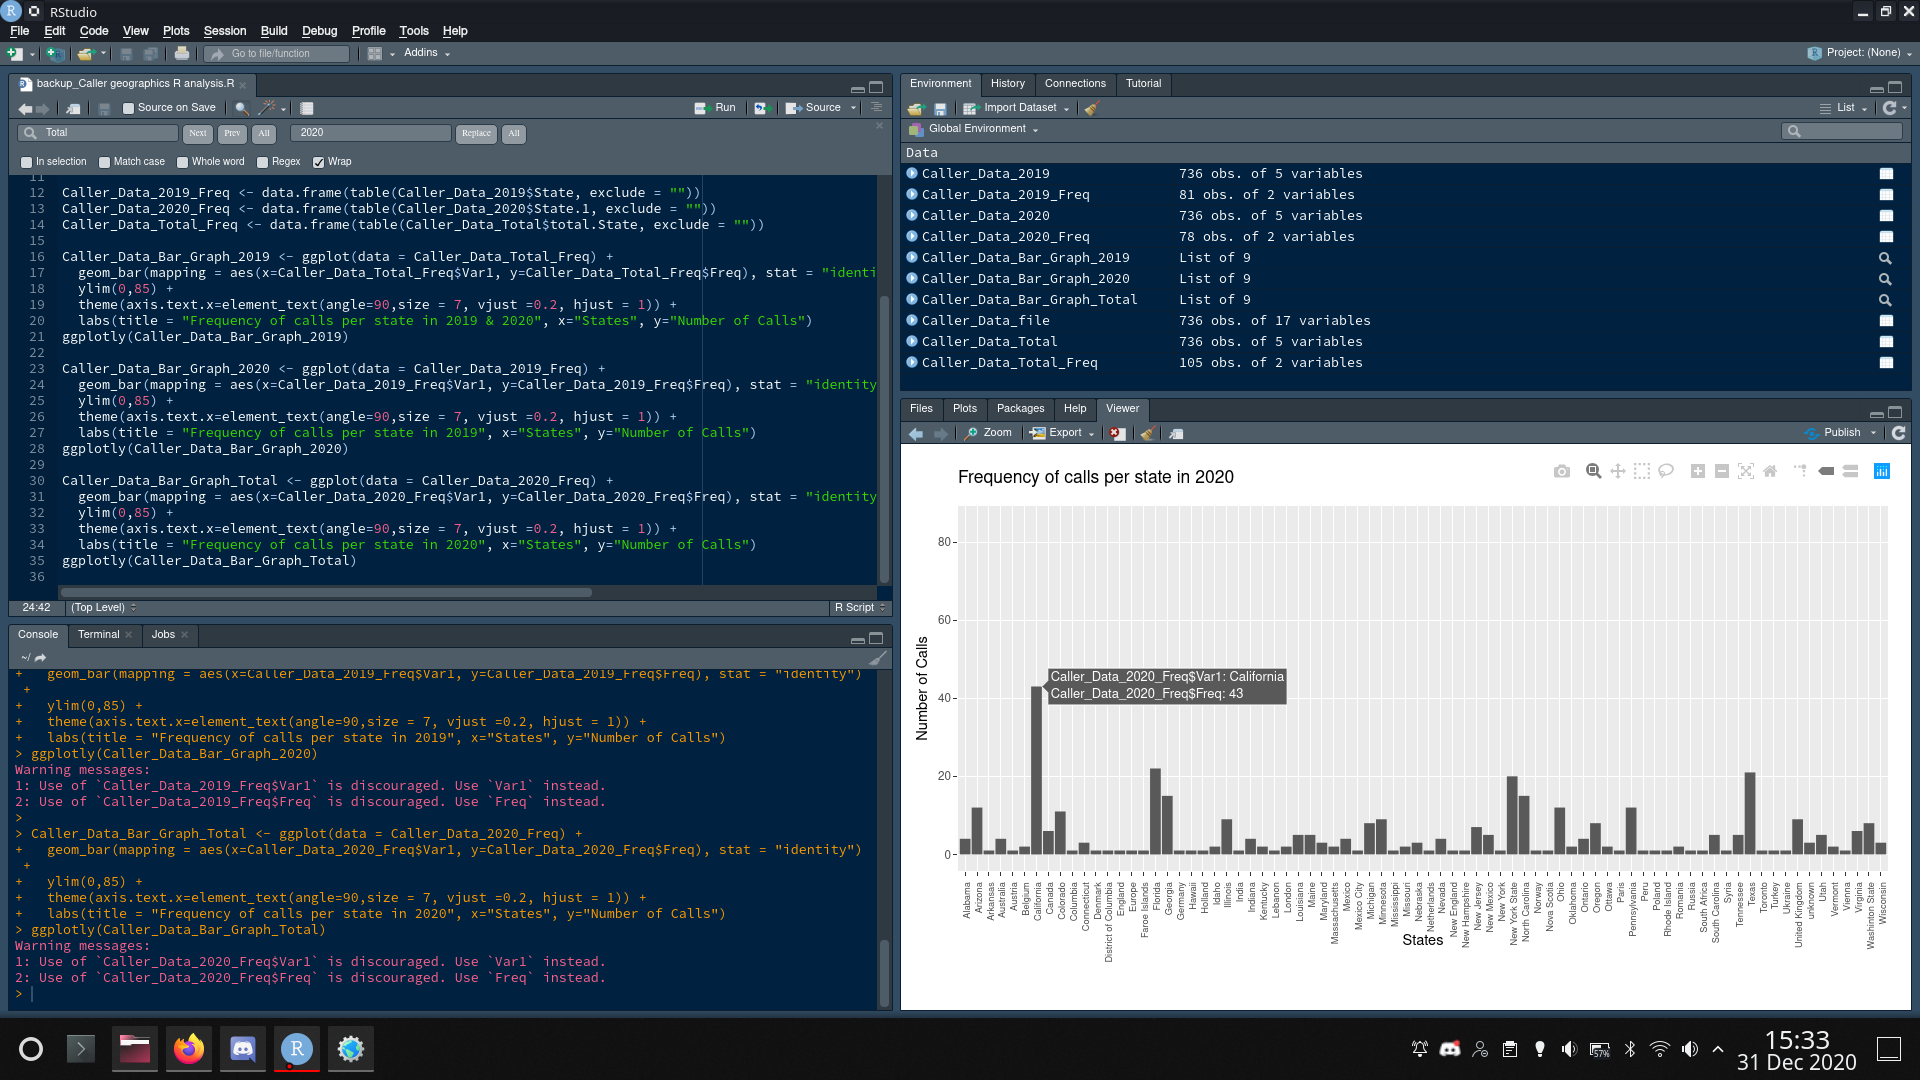 RStudio
File Edit Code View Plots Session Build Debug Profile Tools Help
Go to file/function Addins Project: (None)
backup_Caller geographics R analysis.R
Source on Save Run Source
Total Next Prev All 2020 Replace All
In selection Match case Whole word Regex Wrap
11
12 Caller_Data_2019_Freq <- data.frame(table(Caller_Data_2019$State, exclude = ""))
13 Caller_Data_2020_Freq <- data.frame(table(Caller_Data_2020$State.1, exclude = ""))
14 Caller_Data_Total_Freq <- data.frame(table(Caller_Data_Total$total.State, exclude = ""))
15
16 Caller_Data_Bar_Graph_2019 <- ggplot(data = Caller_Data_Total_Freq) +
17 geom_bar(mapping = aes(x=Caller_Data_Total_Freq$Var1, y=Caller_Data_Total_Freq$Freq), stat = "identi
18 ylim(0,85) +
19 theme(axis.text.x=element_text(angle=90,size = 7, vjust =0.2, hjust = 1)) +
20 labs(title = "Frequency of calls per state in 2019 & 2020", x="States", y="Number of Calls")
21 ggplotly(Caller_Data_Bar_Graph_2019)
22
23 Caller_Data_Bar_Graph_2020 <- ggplot(data = Caller_Data_2019_Freq) +
24 geom_bar(mapping = aes(x=Caller_Data_2019_Freq$Var1, y=Caller_Data_2019_Freq$Freq), stat = "identity
25 ylim(0,85) +
26 theme(axis.text.x=element_text(angle=90,size = 7, vjust =0.2, hjust = 1)) +
27 labs(title = "Frequency of calls per state in 2019", x="States", y="Number of Calls")
28 ggplotly(Caller_Data_Bar_Graph_2020)
29
30 Caller_Data_Bar_Graph_Total <- ggplot(data = Caller_Data_2020_Freq) +
31 geom_bar(mapping = aes(x=Caller_Data_2020_Freq$Var1, y=Caller_Data_2020_Freq$Freq), stat = "identity
32 ylim(0,85) +
33 theme(axis.text.x=element_text(angle=90,size = 7, vjust =0.2, hjust = 1)) +
34 labs(title = "Frequency of calls per state in 2020", x="States", y="Number of Calls")
35 ggplotly(Caller_Data_Bar_Graph_Total)
36
24:42 (Top Level) R Script
Console Terminal Jobs
~/
+ geom_bar(mapping = aes(x=Caller_Data_2019_Freq$Var1, y=Caller_Data_2019_Freq$Freq), stat = "identity")
+
+ ylim(0,85) +
+ theme(axis.text.x=element_text(angle=90,size = 7, vjust =0.2, hjust = 1)) +
+ labs(title = "Frequency of calls per state in 2019", x="States", y="Number of Calls")
> ggplotly(Caller_Data_Bar_Graph_2020)
Warning messages:
1: Use of `Caller_Data_2019_Freq$Var1` is discouraged. Use `Var1` instead.
2: Use of `Caller_Data_2019_Freq$Freq` is discouraged. Use `Freq` instead.
>
> Caller_Data_Bar_Graph_Total <- ggplot(data = Caller_Data_2020_Freq) +
+ geom_bar(mapping = aes(x=Caller_Data_2020_Freq$Var1, y=Caller_Data_2020_Freq$Freq), stat = "identity")
+
+ ylim(0,85) +
+ theme(axis.text.x=element_text(angle=90,size = 7, vjust =0.2, hjust = 1)) +
+ labs(title = "Frequency of calls per state in 2020", x="States", y="Number of Calls")
> ggplotly(Caller_Data_Bar_Graph_Total)
Warning messages:
1: Use of `Caller_Data_2020_Freq$Var1` is discouraged. Use `Var1` instead.
2: Use of `Caller_Data_2020_Freq$Freq` is discouraged. Use `Freq` instead.
>
Environment History Connections Tutorial
Import Dataset List
Global Environment
Data
Caller_Data_2019 736 obs. of 5 variables
Caller_Data_2019_Freq 81 obs. of 2 variables
Caller_Data_2020 736 obs. of 5 variables
Caller_Data_2020_Freq 78 obs. of 2 variables
Caller_Data_Bar_Graph_2019 List of 9
Caller_Data_Bar_Graph_2020 List of 9
Caller_Data_Bar_Graph_Total List of 9
Caller_Data_file 736 obs. of 17 variables
Caller_Data_Total 736 obs. of 5 variables
Caller_Data_Total_Freq 105 obs. of 2 variables
Files Plots Packages Help Viewer
Zoom Export Publish
Frequency of calls per state in 2020
80
60
40
20
0
Number of Calls
Caller_Data_2020_Freq$Var1: California
Caller_Data_2020_Freq$Freq: 43
Alabama
Arizona
Arkansas
Australia
Austria
Belgium
California
Canada
Colorado
Columbia
Connecticut
Denmark
District of Columbia
England
Europe
Faroe Islands
Florida
Georgia
Germany
Hawaii
Holland
Idaho
Illinois
India
Indiana
Kentucky
Lebanon
London
Louisiana
Maine
Maryland
Massachusetts
Mexico
Mexico City
Michigan
Minnesota
Mississippi
Missouri
Nebraska
Netherlands
Nevada
New England
New Hampshire
New Jersey
New Mexico
New York
New York State
North Carolina
Norway
Nova Scotia
Ohio
Oklahoma
Ontario
Oregon
Ottawa
Paris
Pennsylvania
Peru
Poland
Rhode Island
Romania
Russia
South Africa
South Carolina
Syria
Tennessee
Texas
Toronto
Turkey
Ukraine
United Kingdom
unknown
Utah
Vermont
Vienna
Virginia
Washinton State
Wisconsin
States
57%
15:33
31 Dec 2020